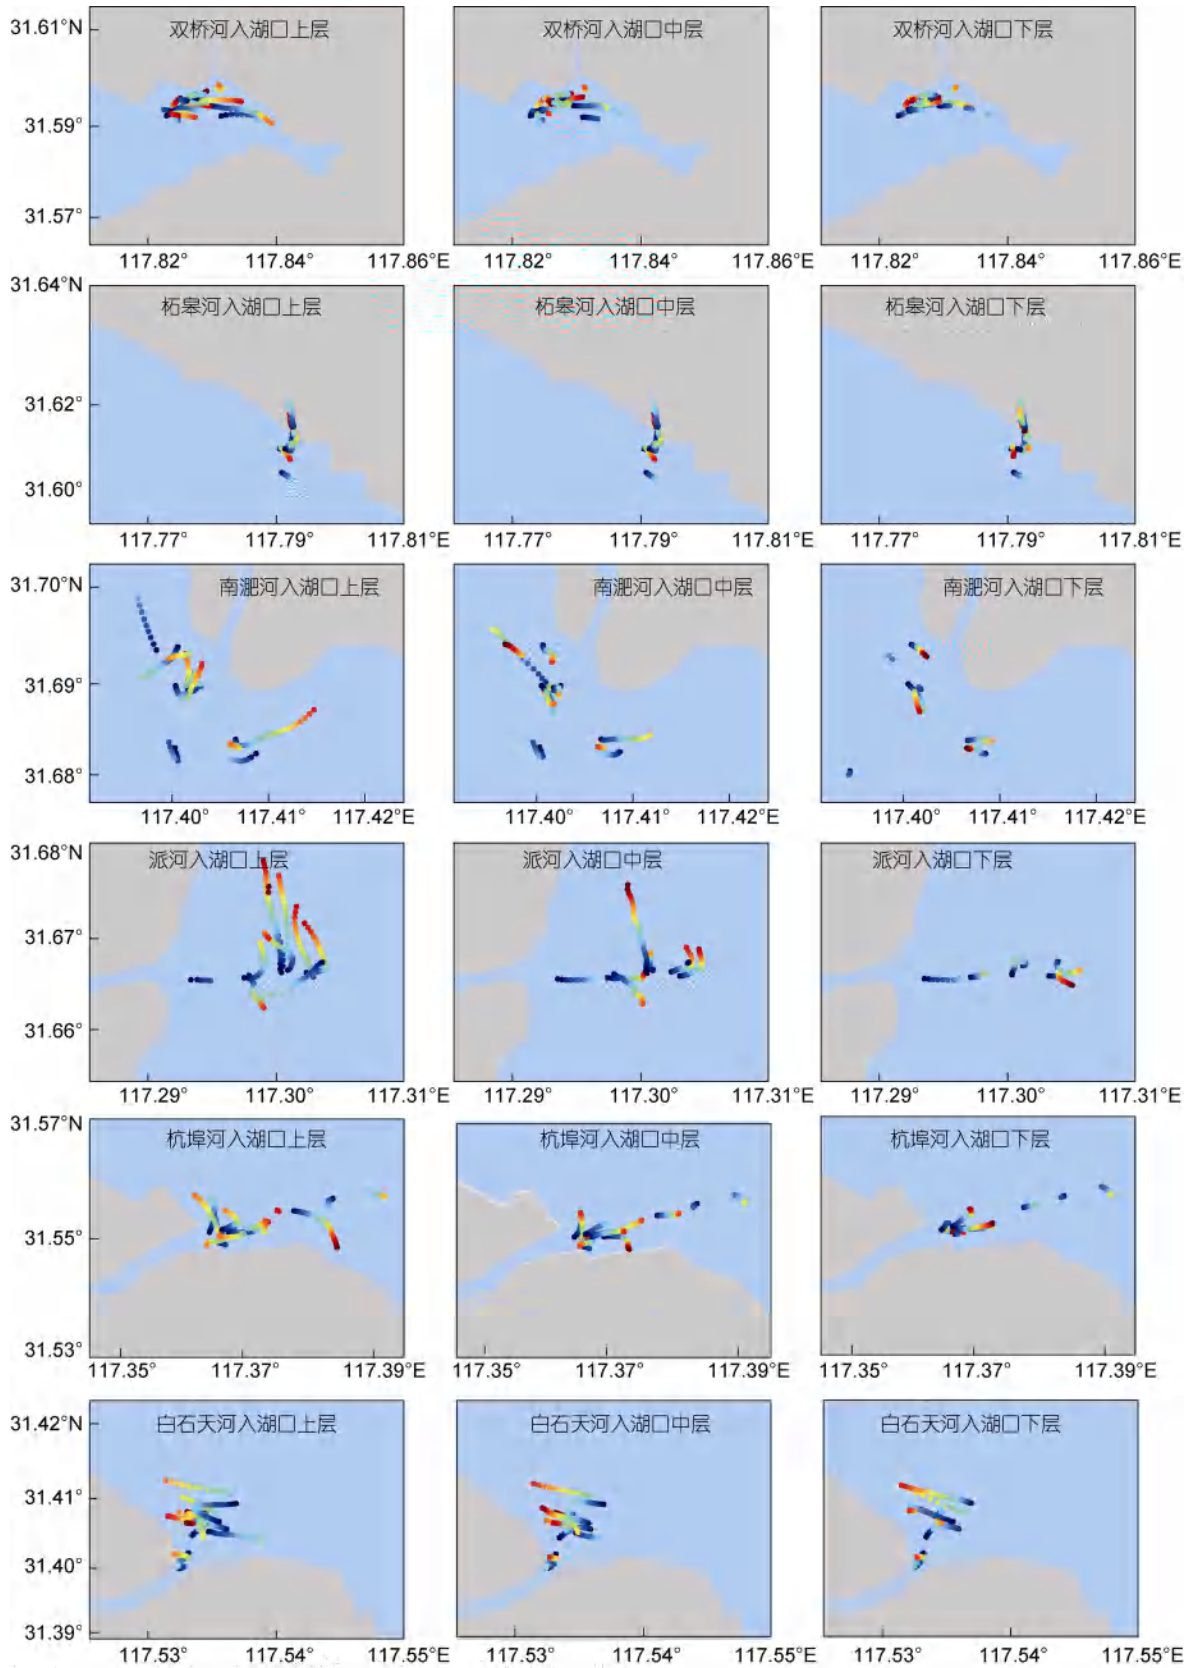 双桥河入湖口上层 双桥河入湖口中层 双桥河入湖口下层
31.61°N
31.59°
31.57°
117.82° 117.84° 117.86°E 117.82° 117.84° 117.86°E 117.82° 117.84° 117.86°E
柘皋河入湖口上层 柘皋河入湖口中层 柘皋河入湖口下层
31.64°N
31.62°
31.60°
117.77° 117.79° 117.81°E 117.77° 117.79° 117.81°E 117.77° 117.79° 117.81°E
南淝河入湖口上层 南淝河入湖口中层 南淝河入湖口下层
31.70°N
31.69°
31.68°
117.40° 117.41° 117.42°E 117.40° 117.41° 117.42°E 117.40° 117.41° 117.42°E
派河入湖口上层 派河入湖口中层 派河入湖口下层
31.68°N
31.67°
31.66°
117.29° 117.30° 117.31°E 117.29° 117.30° 117.31°E 117.29° 117.30° 117.31°E
杭埠河入湖口上层 杭埠河入湖口中层 杭埠河入湖口下层
31.57°N
31.55°
31.53°
117.35° 117.37° 117.39°E 117.35° 117.37° 117.39°E 117.35° 117.37° 117.39°E
白石天河入湖口上层 白石天河入湖口中层 白石天河入湖口下层
31.42°N
31.41°
31.40°
31.39°
117.53° 117.54° 117.55°E 117.53° 117.54° 117.55°E 117.53° 117.54° 117.55°E